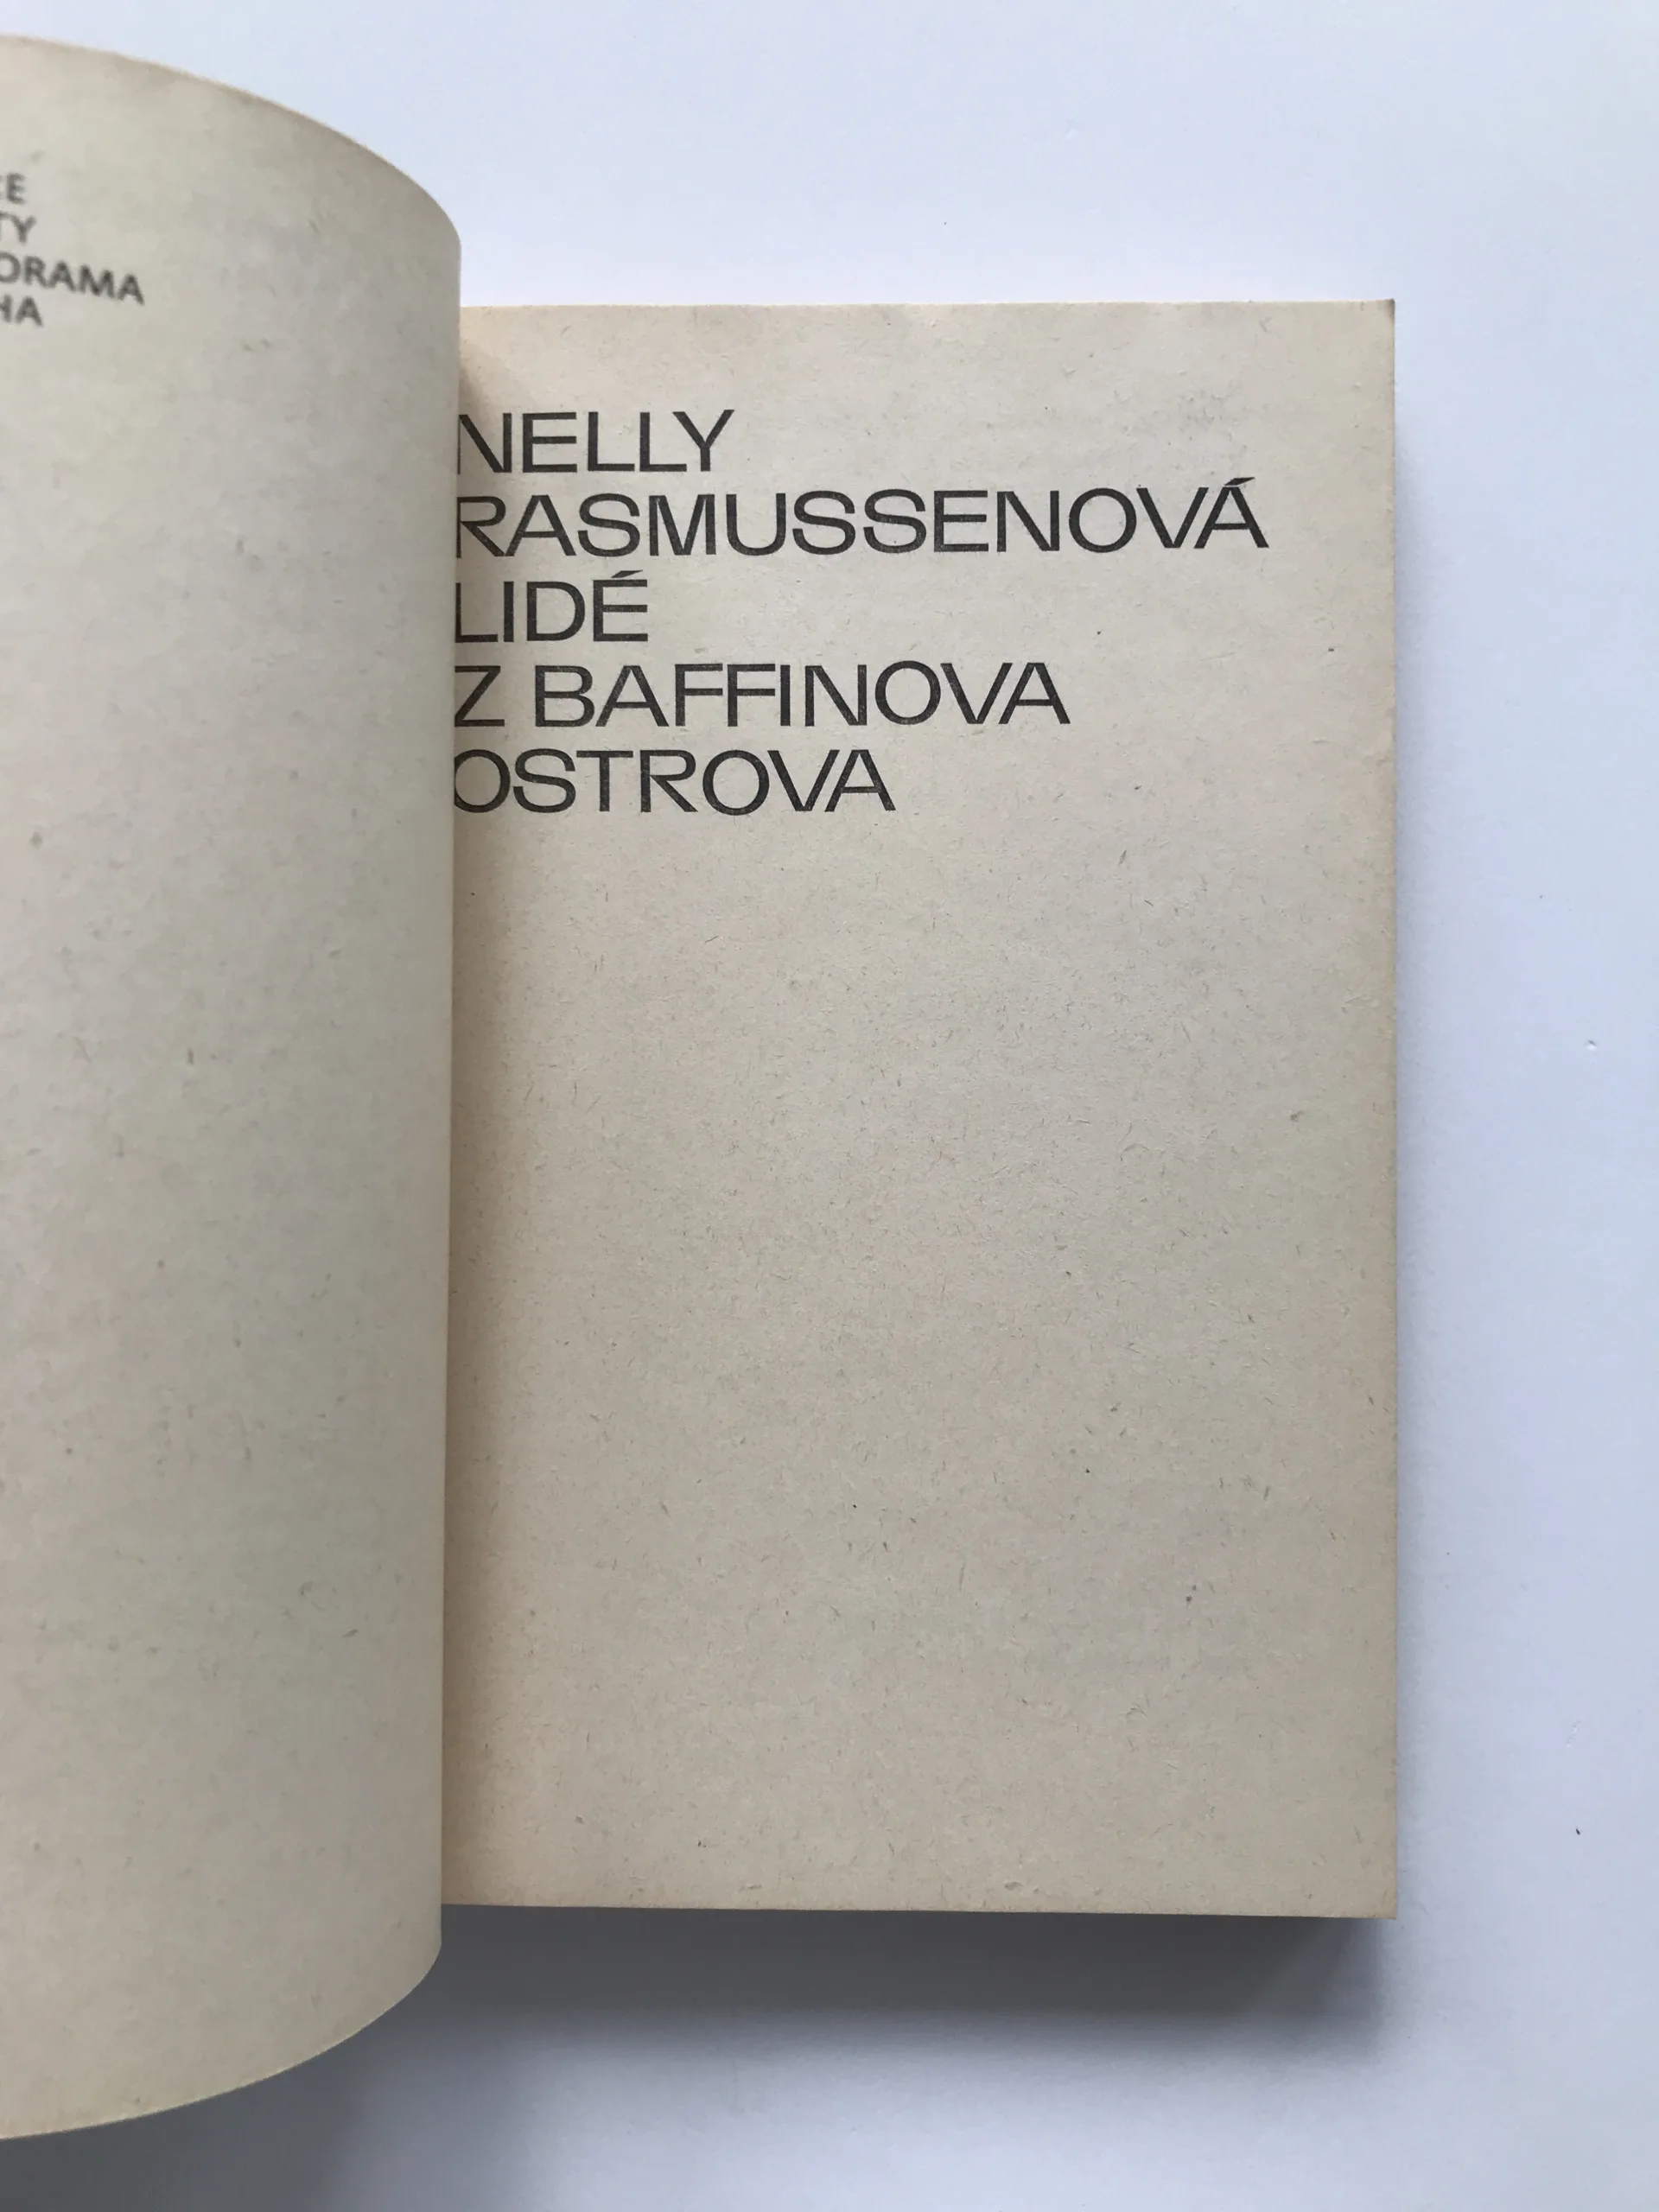 NELLY
RASMUSSENOVÁ
LIDÉ
Z BAFFINOVA
OSTROVA